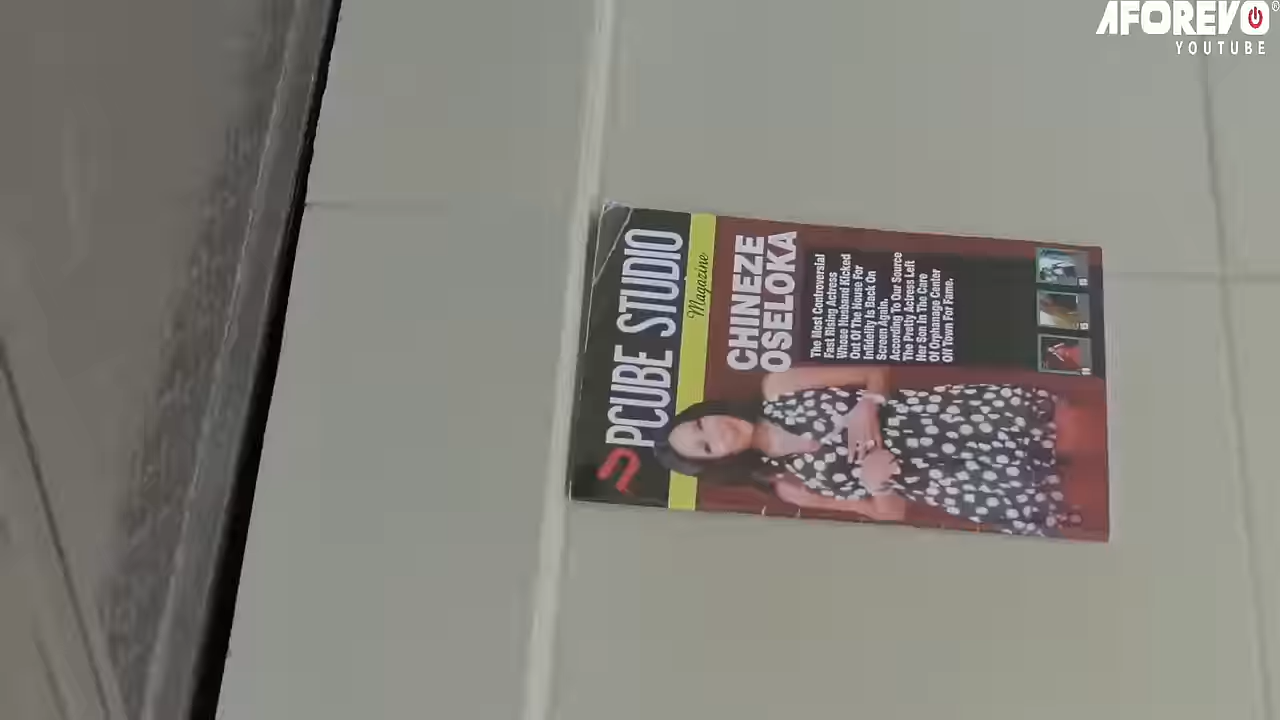 AFOREVO
YOUTUBE
PCUBE STUDIO
Magazine
CHINEZE
OSELOKA
The Most Controversial
Fast Rising Actress
Whose Husband Kicked
Out Of The House For
Infidelity Is Back On
Screen Again.
According To Our Source
The Pretty Actress Left
Her Son In The Care
Of Orphanage Center
Off Town For Fame.